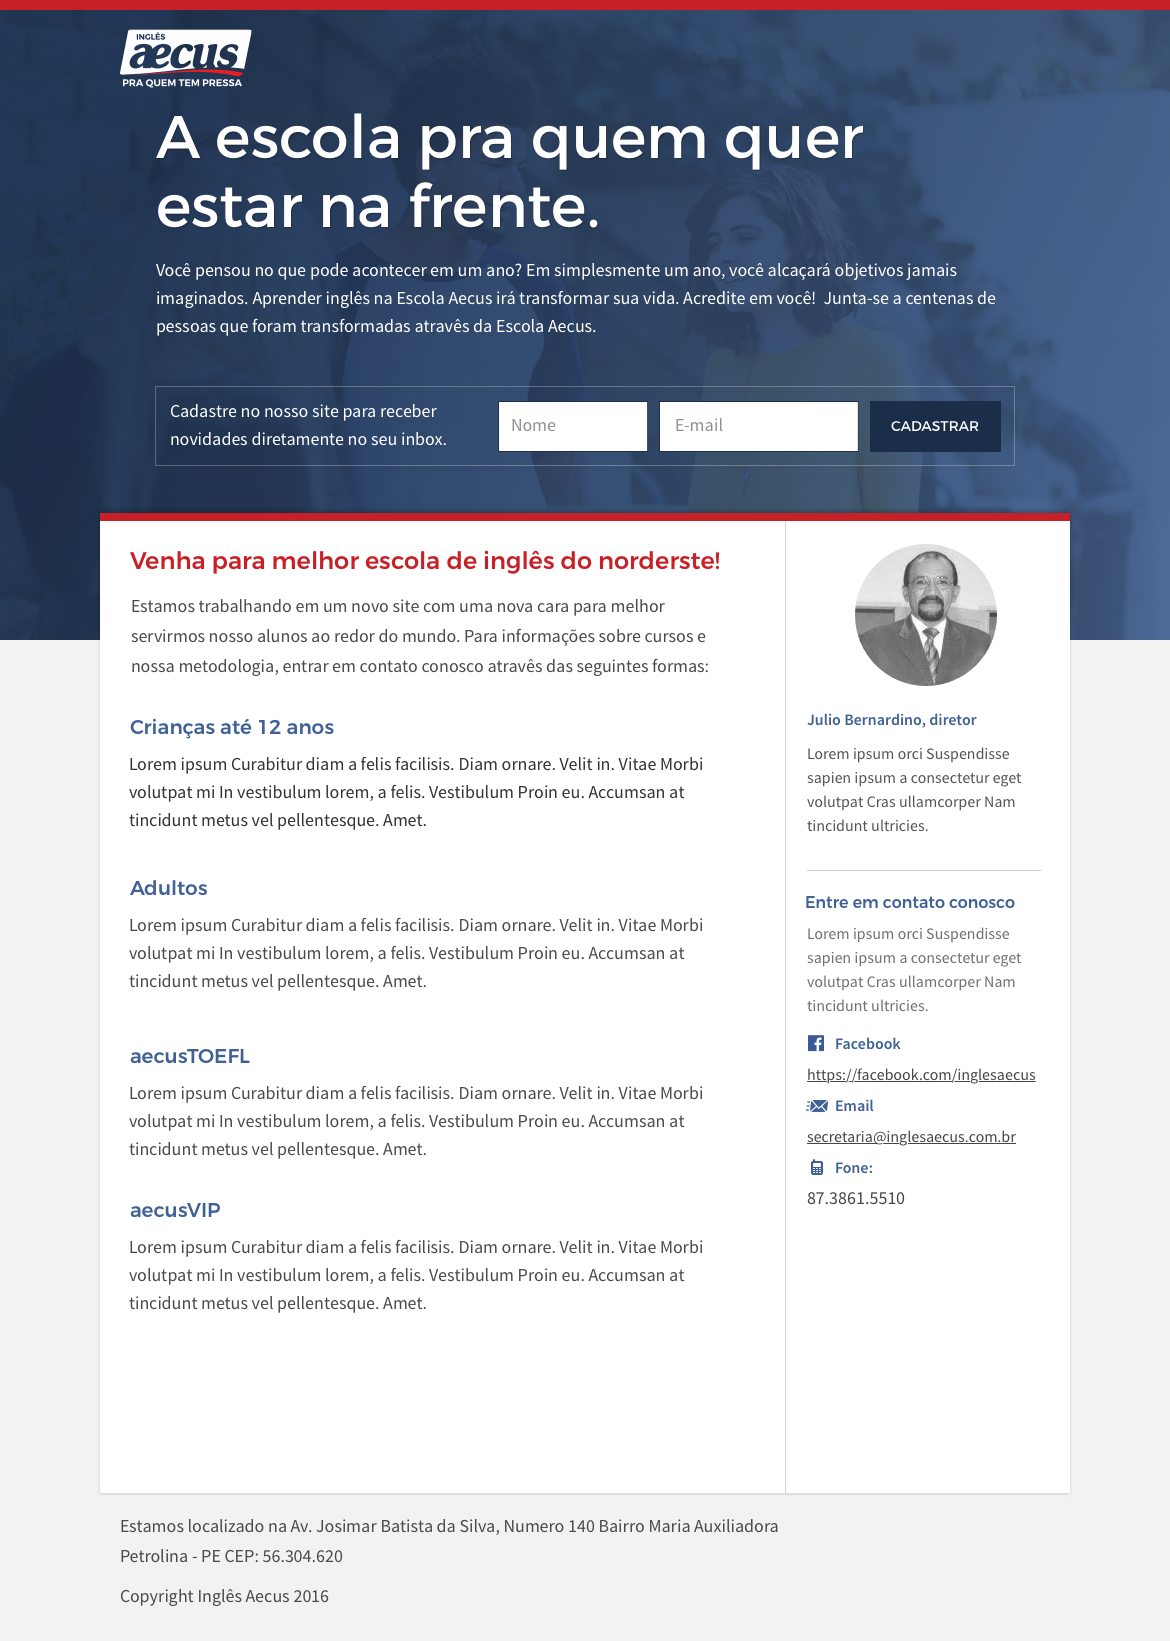 INGLÊS
aecus
PRA QUEM TEM PRESSA
A escola pra quem quer
estar na frente.
Você pensou no que pode acontecer em um ano? Em simplesmente um ano, você alcaçará objetivos jamais
imaginados. Aprender inglês na Escola Aecus irá transformar sua vida. Acredite em você!  Junta-se a centenas de
pessoas que foram transformadas atravês da Escola Aecus.
Cadastre no nosso site para receber
novidades diretamente no seu inbox.
Nome
E-mail
CADASTRAR
Venha para melhor escola de inglês do norderste!
Estamos trabalhando em um novo site com uma nova cara para melhor
servirmos nosso alunos ao redor do mundo. Para informações sobre cursos e
nossa metodologia, entrar em contato conosco atravês das seguintes formas:
Crianças até 12 anos
Lorem ipsum Curabitur diam a felis facilisis. Diam ornare. Velit in. Vitae Morbi
volutpat mi In vestibulum lorem, a felis. Vestibulum Proin eu. Accumsan at
tincidunt metus vel pellentesque. Amet.
Adultos
Lorem ipsum Curabitur diam a felis facilisis. Diam ornare. Velit in. Vitae Morbi
volutpat mi In vestibulum lorem, a felis. Vestibulum Proin eu. Accumsan at
tincidunt metus vel pellentesque. Amet.
aecusTOEFL
Lorem ipsum Curabitur diam a felis facilisis. Diam ornare. Velit in. Vitae Morbi
volutpat mi In vestibulum lorem, a felis. Vestibulum Proin eu. Accumsan at
tincidunt metus vel pellentesque. Amet.
aecusVIP
Lorem ipsum Curabitur diam a felis facilisis. Diam ornare. Velit in. Vitae Morbi
volutpat mi In vestibulum lorem, a felis. Vestibulum Proin eu. Accumsan at
tincidunt metus vel pellentesque. Amet.
Julio Bernardino, diretor
Lorem ipsum orci Suspendisse
sapien ipsum a consectetur eget
volutpat Cras ullamcorper Nam
tincidunt ultricies.
Entre em contato conosco
Lorem ipsum orci Suspendisse
sapien ipsum a consectetur eget
volutpat Cras ullamcorper Nam
tincidunt ultricies.
Facebook
https://facebook.com/inglesaecus
Email
secretaria@inglesaecus.com.br
Fone:
87.3861.5510
Estamos localizado na Av. Josimar Batista da Silva, Numero 140 Bairro Maria Auxiliadora
Petrolina - PE CEP: 56.304.620
Copyright Inglês Aecus 2016